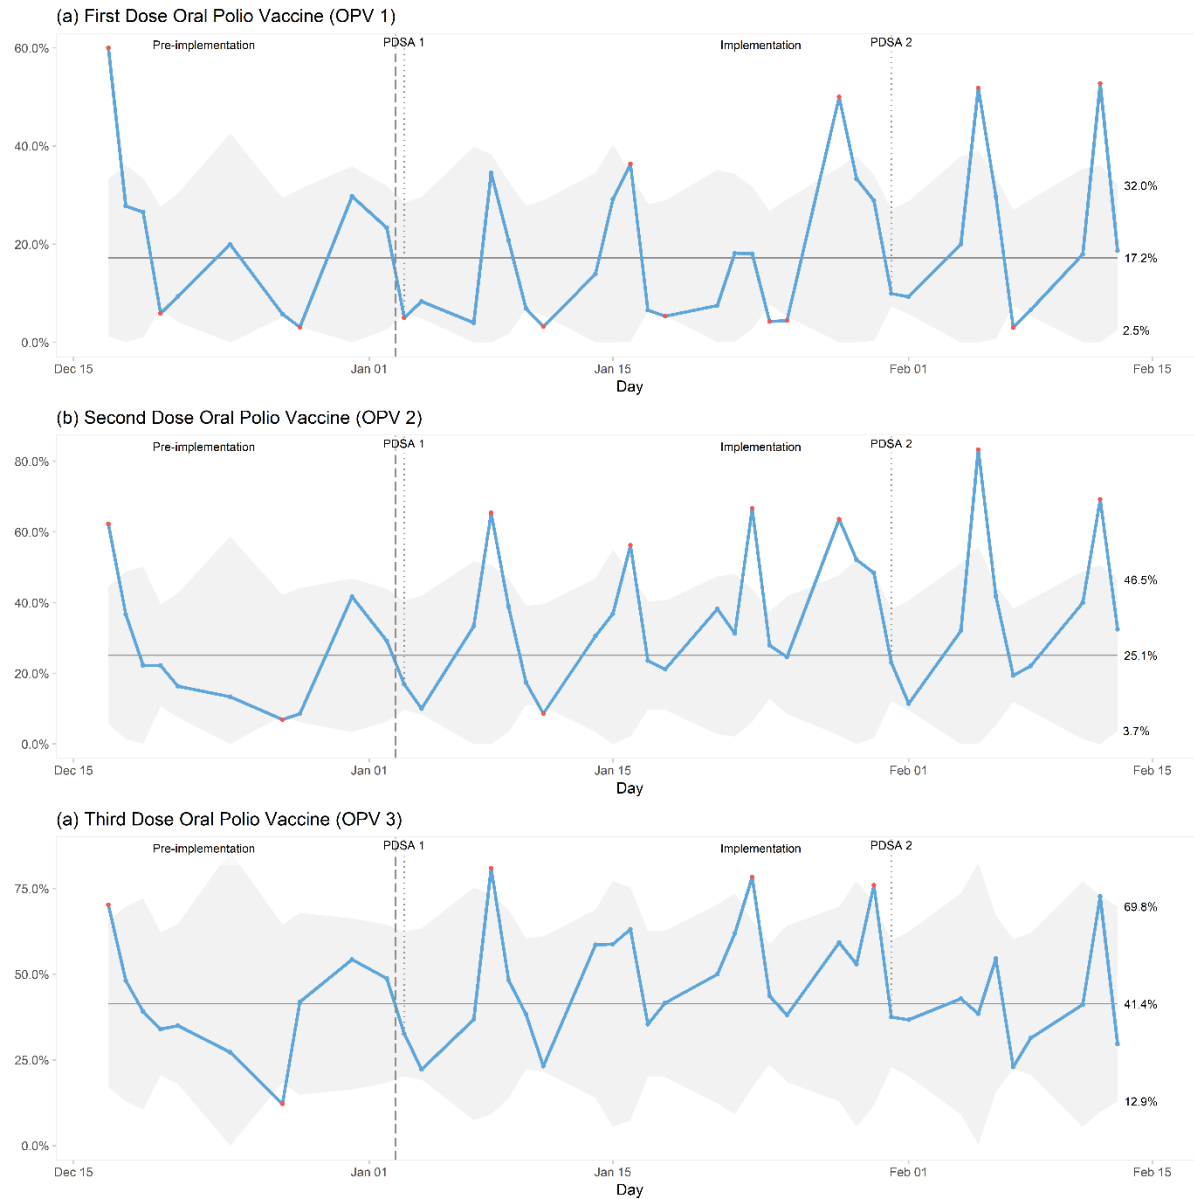 (a) First Dose Oral Polio Vaccine (OPV 1)
60.0%
Pre-implementation
PDSA 1
Implementation
PDSA 2
40.0%
32.0%
20.0%
17.2%
2.5%
0.0%
Dec 15
Jan 01
Jan 15
Feb 01
Feb 15
Day
(b) Second Dose Oral Polio Vaccine (OPV 2)
Pre-implementation
PDSA 1
Implementation
PDSA 2
80.0%
60.0%
46.5%
40.0%
25.1%
20.0%
3.7%
0.0%
Dec 15
Jan 01
Jan 15
Feb 01
Feb 15
Day
(a) Third Dose Oral Polio Vaccine (OPV 3)
Pre-implementation
PDSA 1
Implementation
PDSA 2
75.0%
69.8%
50.0%
41.4%
25.0%
12.9%
0.0%
Dec 15
Jan 01
Jan 15
Feb 01
Feb 15
Day